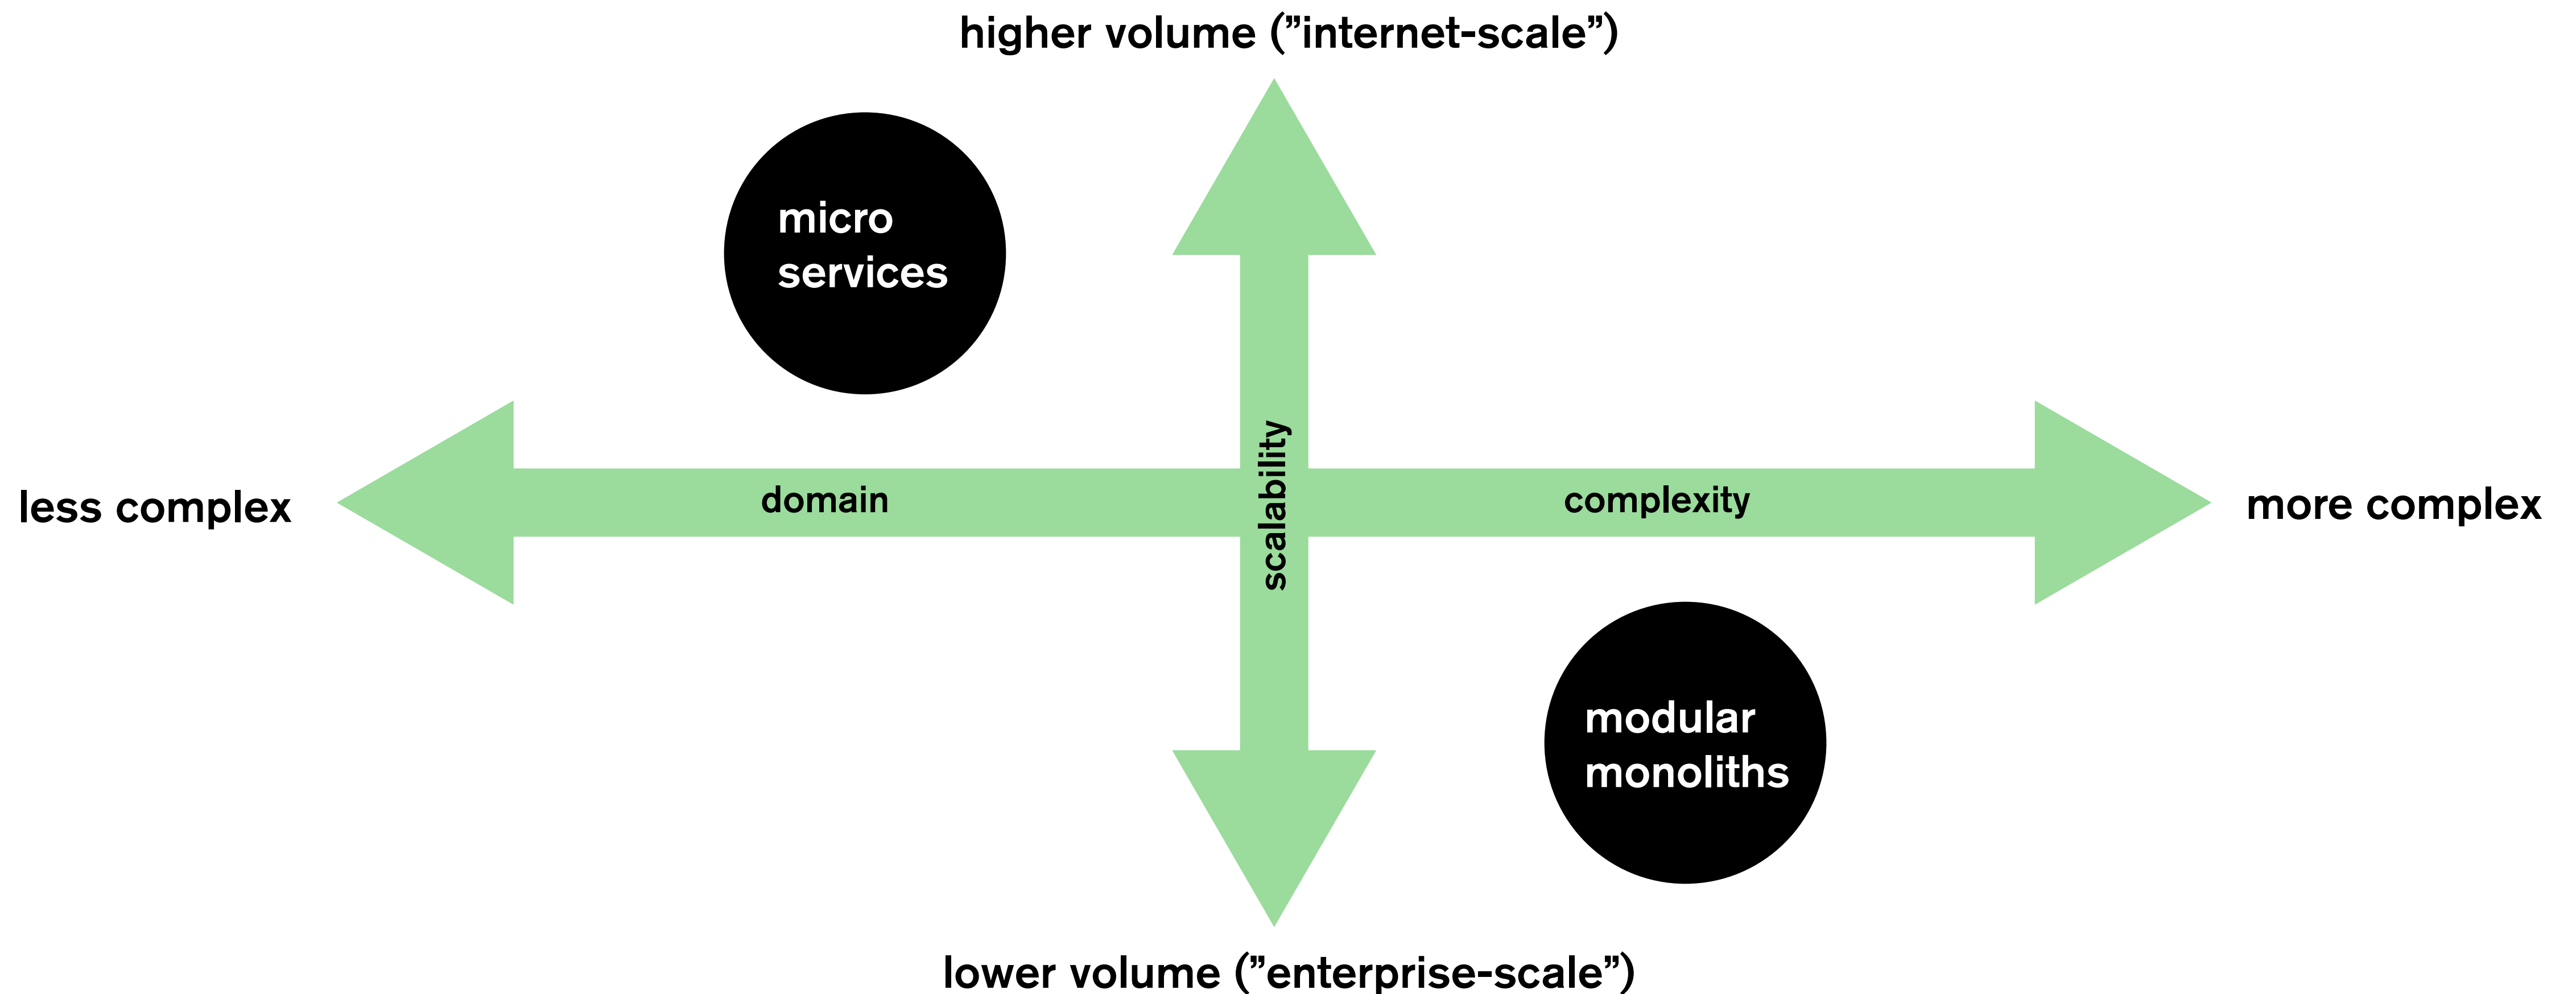 higher volume (”internet-scale”)
micro
services
less complex
domain
scalability
complexity
more complex
modular
monoliths
lower volume (”enterprise-scale”)